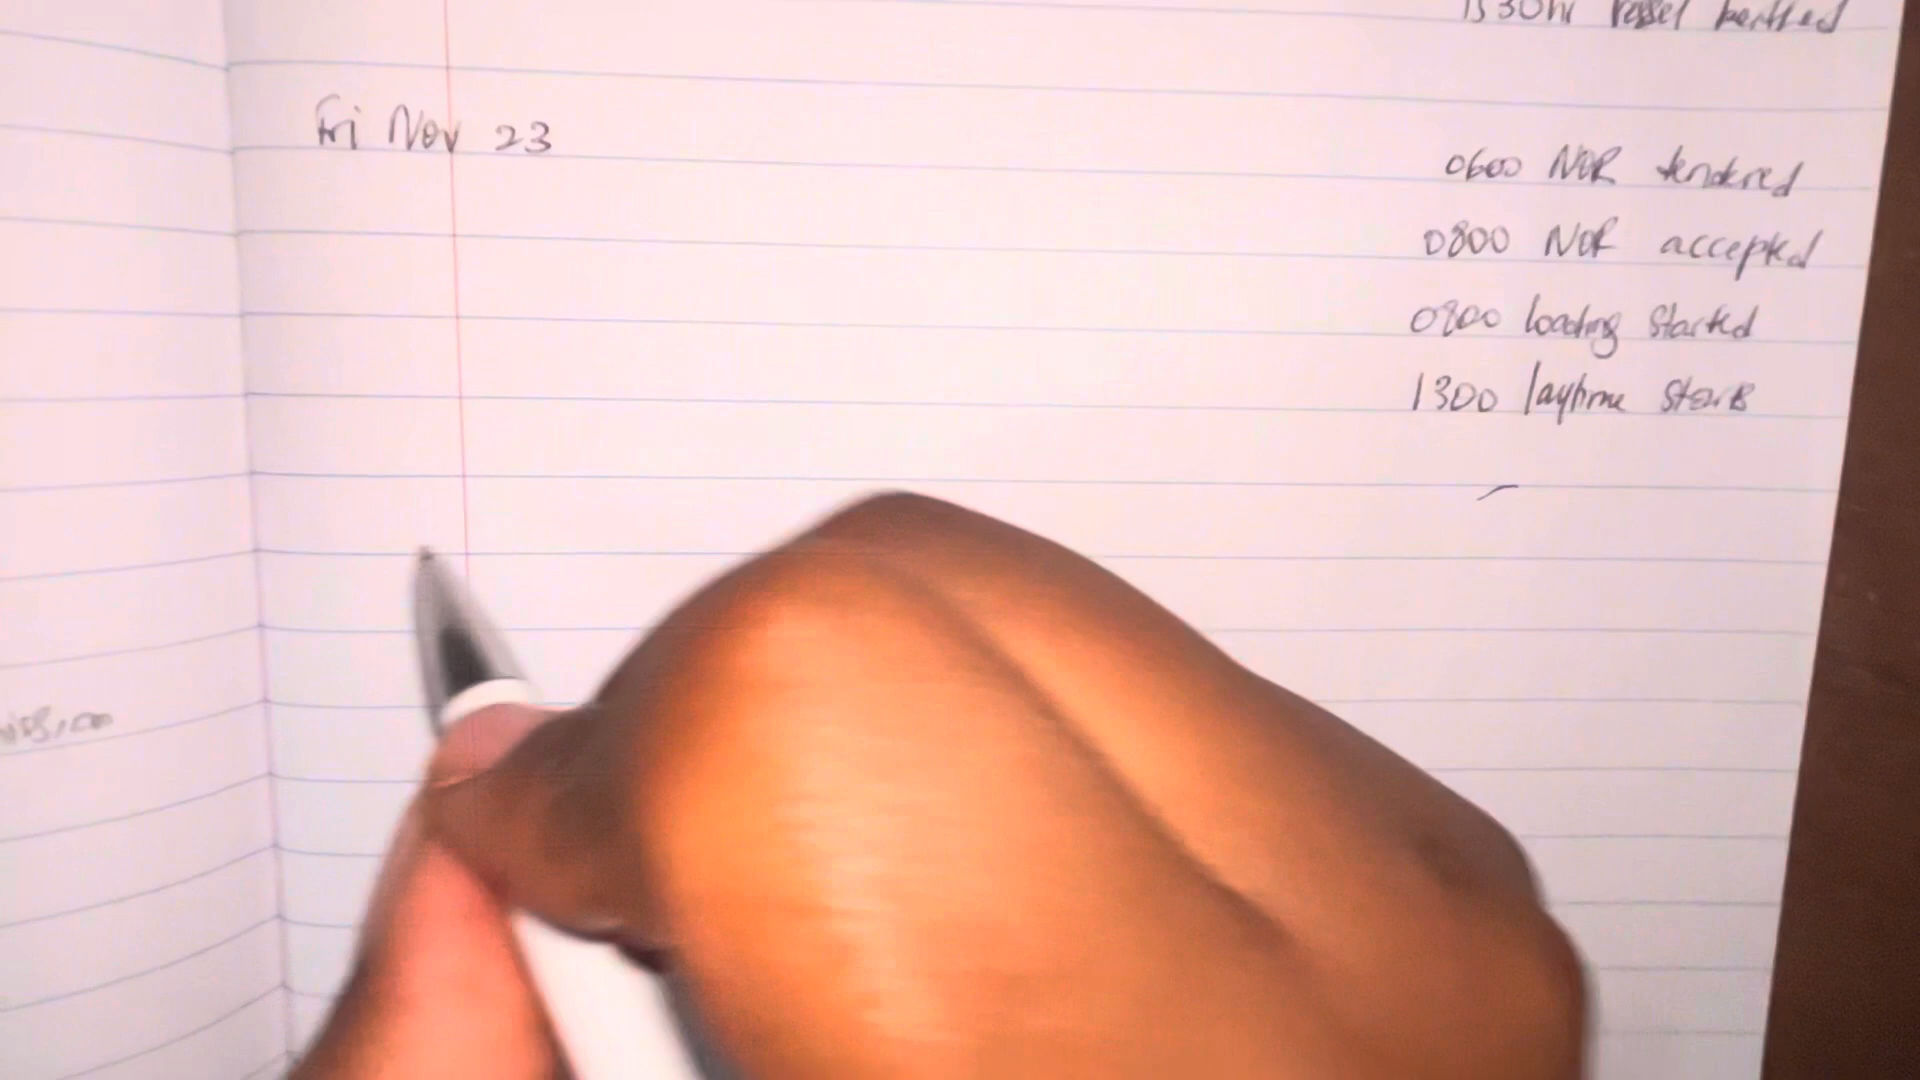 1530hr vessel berthed
Fri Nov 23
0600 NOR tendered
0800 NOR accepted
0800 loading started
1300 laytime starts